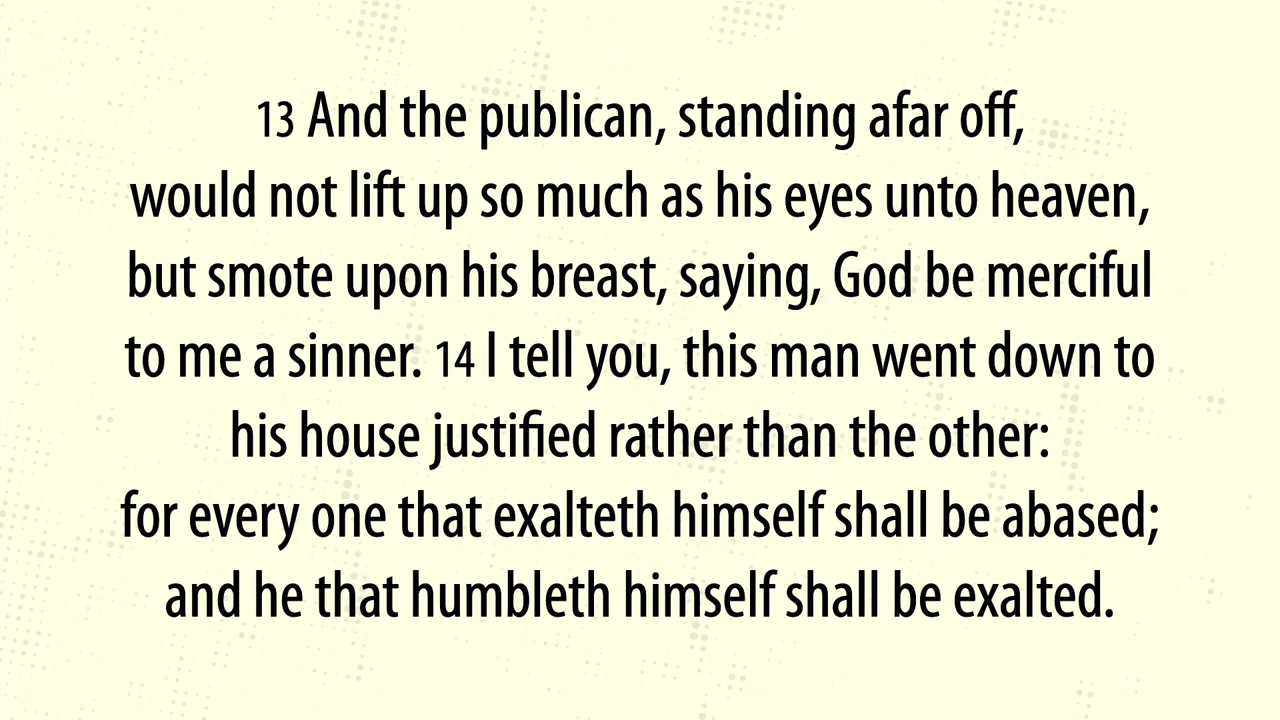 13 And the publican, standing afar off,
would not lift up so much as his eyes unto heaven,
but smote upon his breast, saying, God be merciful
to me a sinner. 14 I tell you, this man went down to
his house justified rather than the other:
for every one that exalteth himself shall be abased;
and he that humbleth himself shall be exalted.